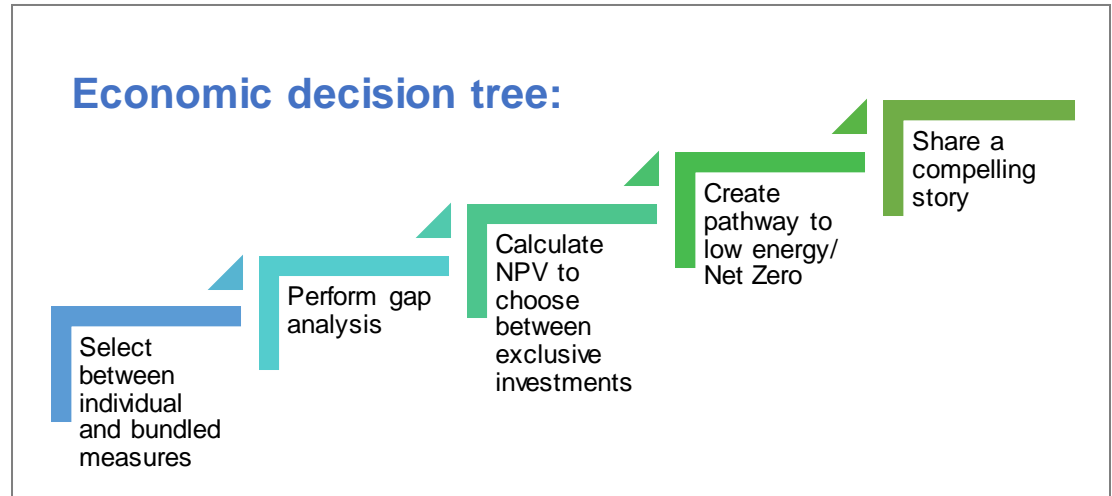 Economic decision tree:
Select
between
individual
and bundled
measures
Perform gap
analysis
Calculate
NPV to
choose
between
exclusive
investments
Create
pathway to
low energy/
Net Zero
Share a
compelling
story